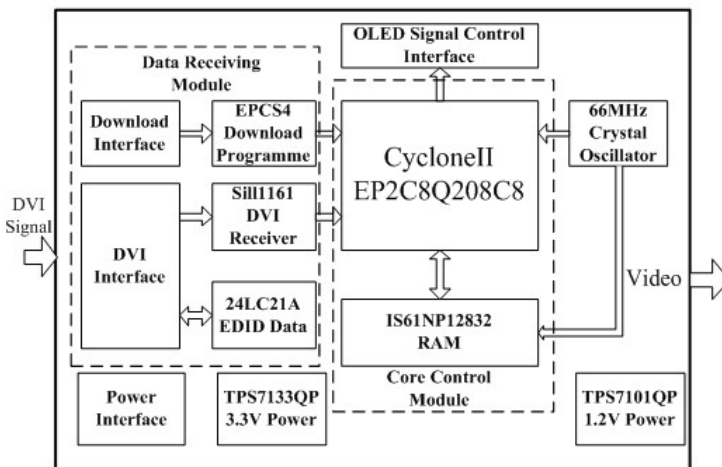 OLED Signal Control
Interface
Data Receiving
Module
Download
Interface
EPCS4
Download
Programme
CycloneII
EP2C8Q208C8
66MHz
Crystal
Oscillator
DVI
Signal
DVI
Interface
Sill1161
DVI
Receiver
24LC21A
EDID Data
IS61NP12832
RAM
Video
Core Control
Module
Power
Interface
TPS7133QP
3.3V Power
TPS7101QP
1.2V Power